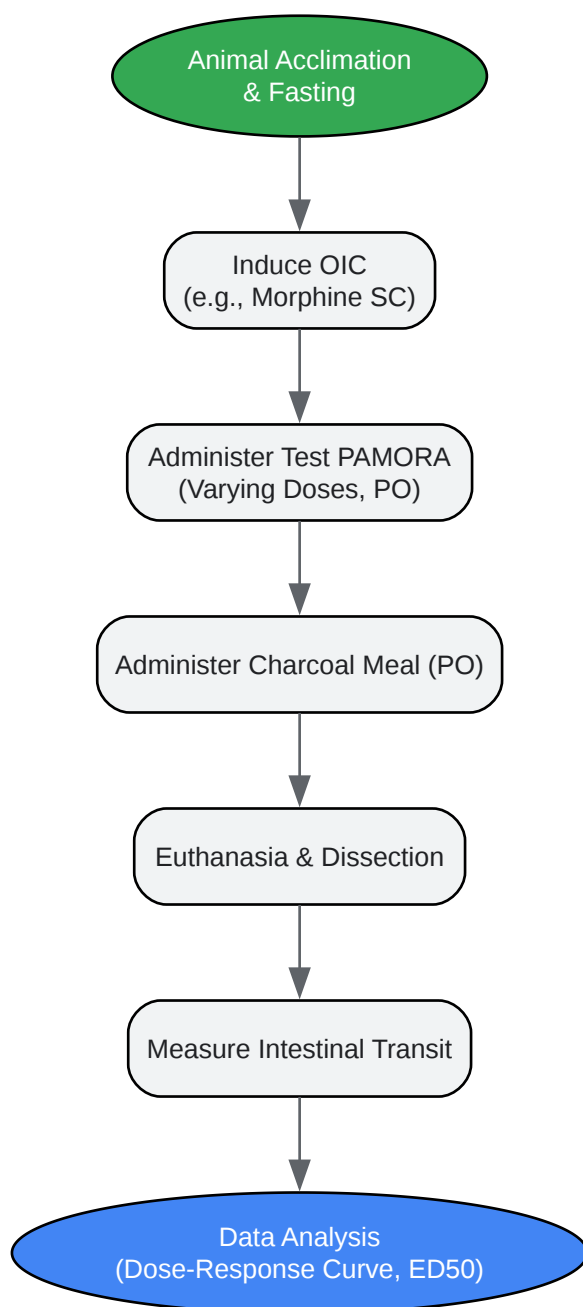 Animal Acclimation
& Fasting
Induce OIC
(e.g., Morphine SC)
Administer Test PAMORA
(Varying Doses, PO)
Administer Charcoal Meal (PO)
Euthanasia & Dissection
Measure Intestinal Transit
Data Analysis
(Dose-Response Curve, ED50)